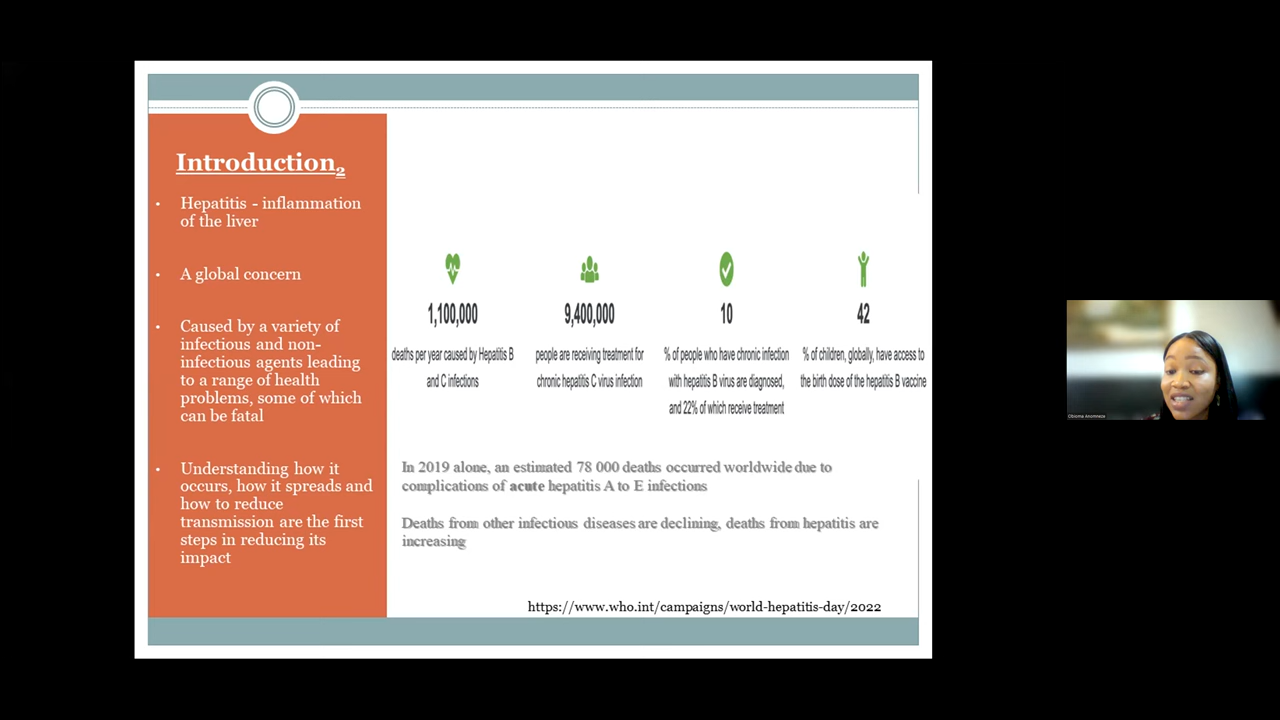 Introduction2
• Hepatitis - inflammation
of the liver
• A global concern
• Caused by a variety of
infectious and non-
infectious agents leading
to a range of health
problems, some of which
can be fatal
• Understanding how it
occurs, how it spreads and
how to reduce
transmission are the first
steps in reducing its
impact
1,100,000
deaths per year caused by Hepatitis B
and C infections
9,400,000
people are receiving treatment for
chronic hepatitis C virus infection
10
% of people who have chronic infection
with hepatitis B virus are diagnosed,
and 22% of which receive treatment
42
% of children, globally, have access to
the birth dose of the hepatitis B vaccine
In 2019 alone, an estimated 78 000 deaths occurred worldwide due to
complications of acute hepatitis A to E infections
Deaths from other infectious diseases are declining, deaths from hepatitis are
increasing
https://www.who.int/campaigns/world-hepatitis-day/2022